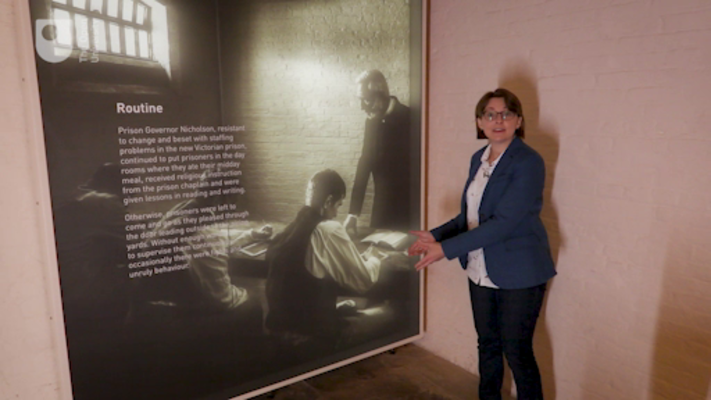 Routine
Prison Governor Nicholson, resistant
to change and beset with staffing
problems in the new Victorian prison,
continued to put prisoners in the day
rooms where they ate their midday
meal, received religious instruction
from the prison chaplain and were
given lessons in reading and writing.
Otherwise, prisoners were left to
come and go as they pleased through
the door leading outside
yards. Without enough
to supervise them
occasionally there were
unruly behaviour.